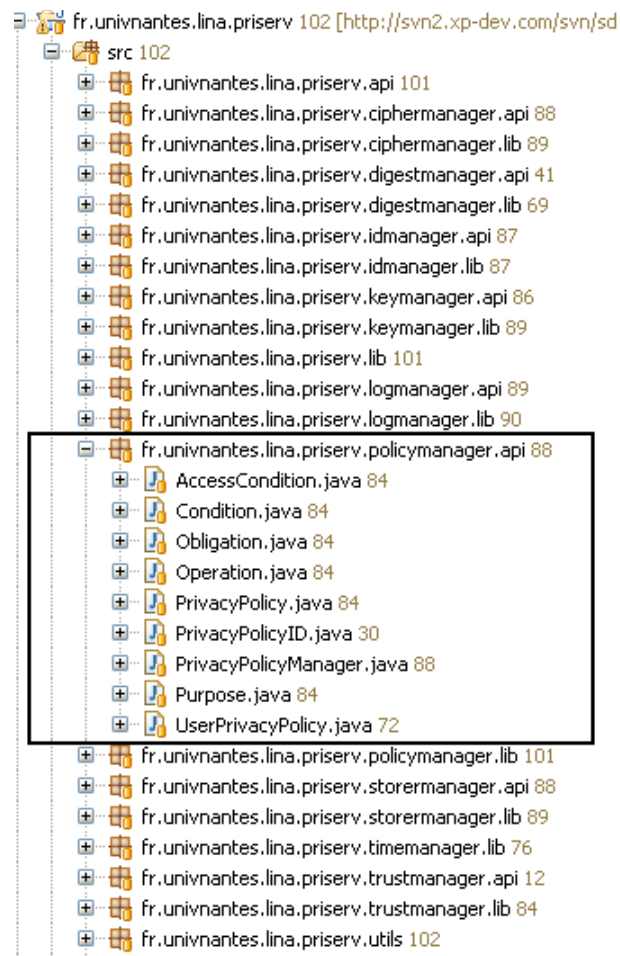 fr.univnantes.lina.priserv 102 [http://svn2.xp-dev.com/svn/sd
src 102
fr.univnantes.lina.priserv.api 101
fr.univnantes.lina.priserv.ciphermanager.api 88
fr.univnantes.lina.priserv.ciphermanager.lib 89
fr.univnantes.lina.priserv.digestmanager.api 41
fr.univnantes.lina.priserv.digestmanager.lib 69
fr.univnantes.lina.priserv.idmanager.api 87
fr.univnantes.lina.priserv.idmanager.lib 87
fr.univnantes.lina.priserv.keymanager.api 86
fr.univnantes.lina.priserv.keymanager.lib 89
fr.univnantes.lina.priserv.lib 101
fr.univnantes.lina.priserv.logmanager.api 89
fr.univnantes.lina.priserv.logmanager.lib 90
fr.univnantes.lina.priserv.policymanager.api 88
AccessCondition.java 84
Condition.java 84
Obligation.java 84
Operation.java 84
PrivacyPolicy.java 84
PrivacyPolicyID.java 30
PrivacyPolicyManager.java 88
Purpose.java 84
UserPrivacyPolicy.java 72
fr.univnantes.lina.priserv.policymanager.lib 101
fr.univnantes.lina.priserv.storermanager.api 88
fr.univnantes.lina.priserv.storermanager.lib 89
fr.univnantes.lina.priserv.timemanager.lib 76
fr.univnantes.lina.priserv.trustmanager.api 12
fr.univnantes.lina.priserv.trustmanager.lib 84
fr.univnantes.lina.priserv.utils 102